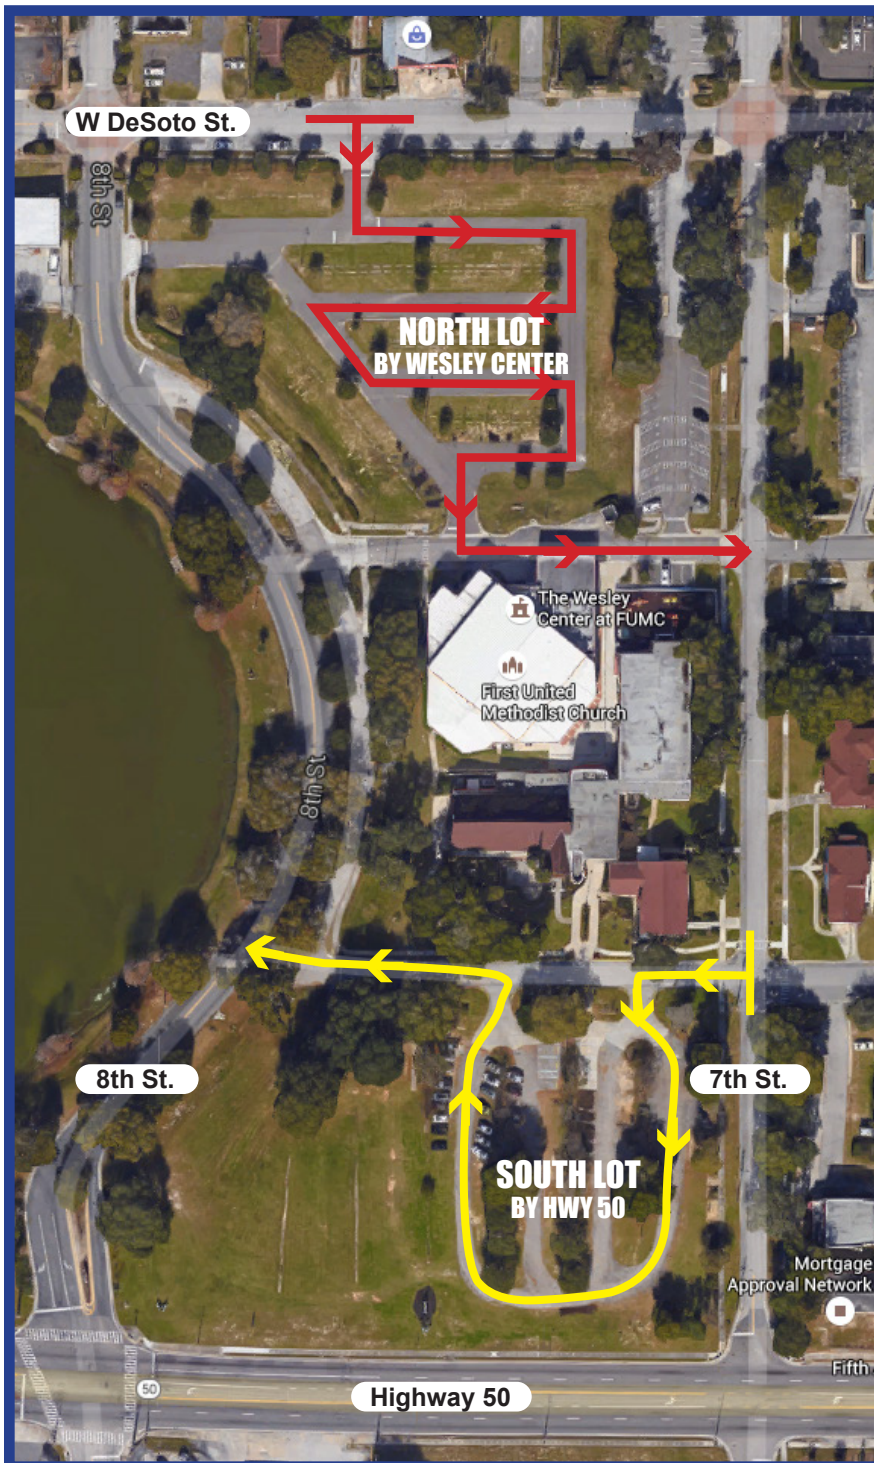 W DeSoto St.
8th St
NORTH LOT
BY WESLEY CENTER
The Wesley
Center at FUMC
First United
Methodist Church
8th St
8th St.
7th St.
SOUTH LOT
BY HWY 50
Mortgage
Approval Network
Fifth
50
Highway 50